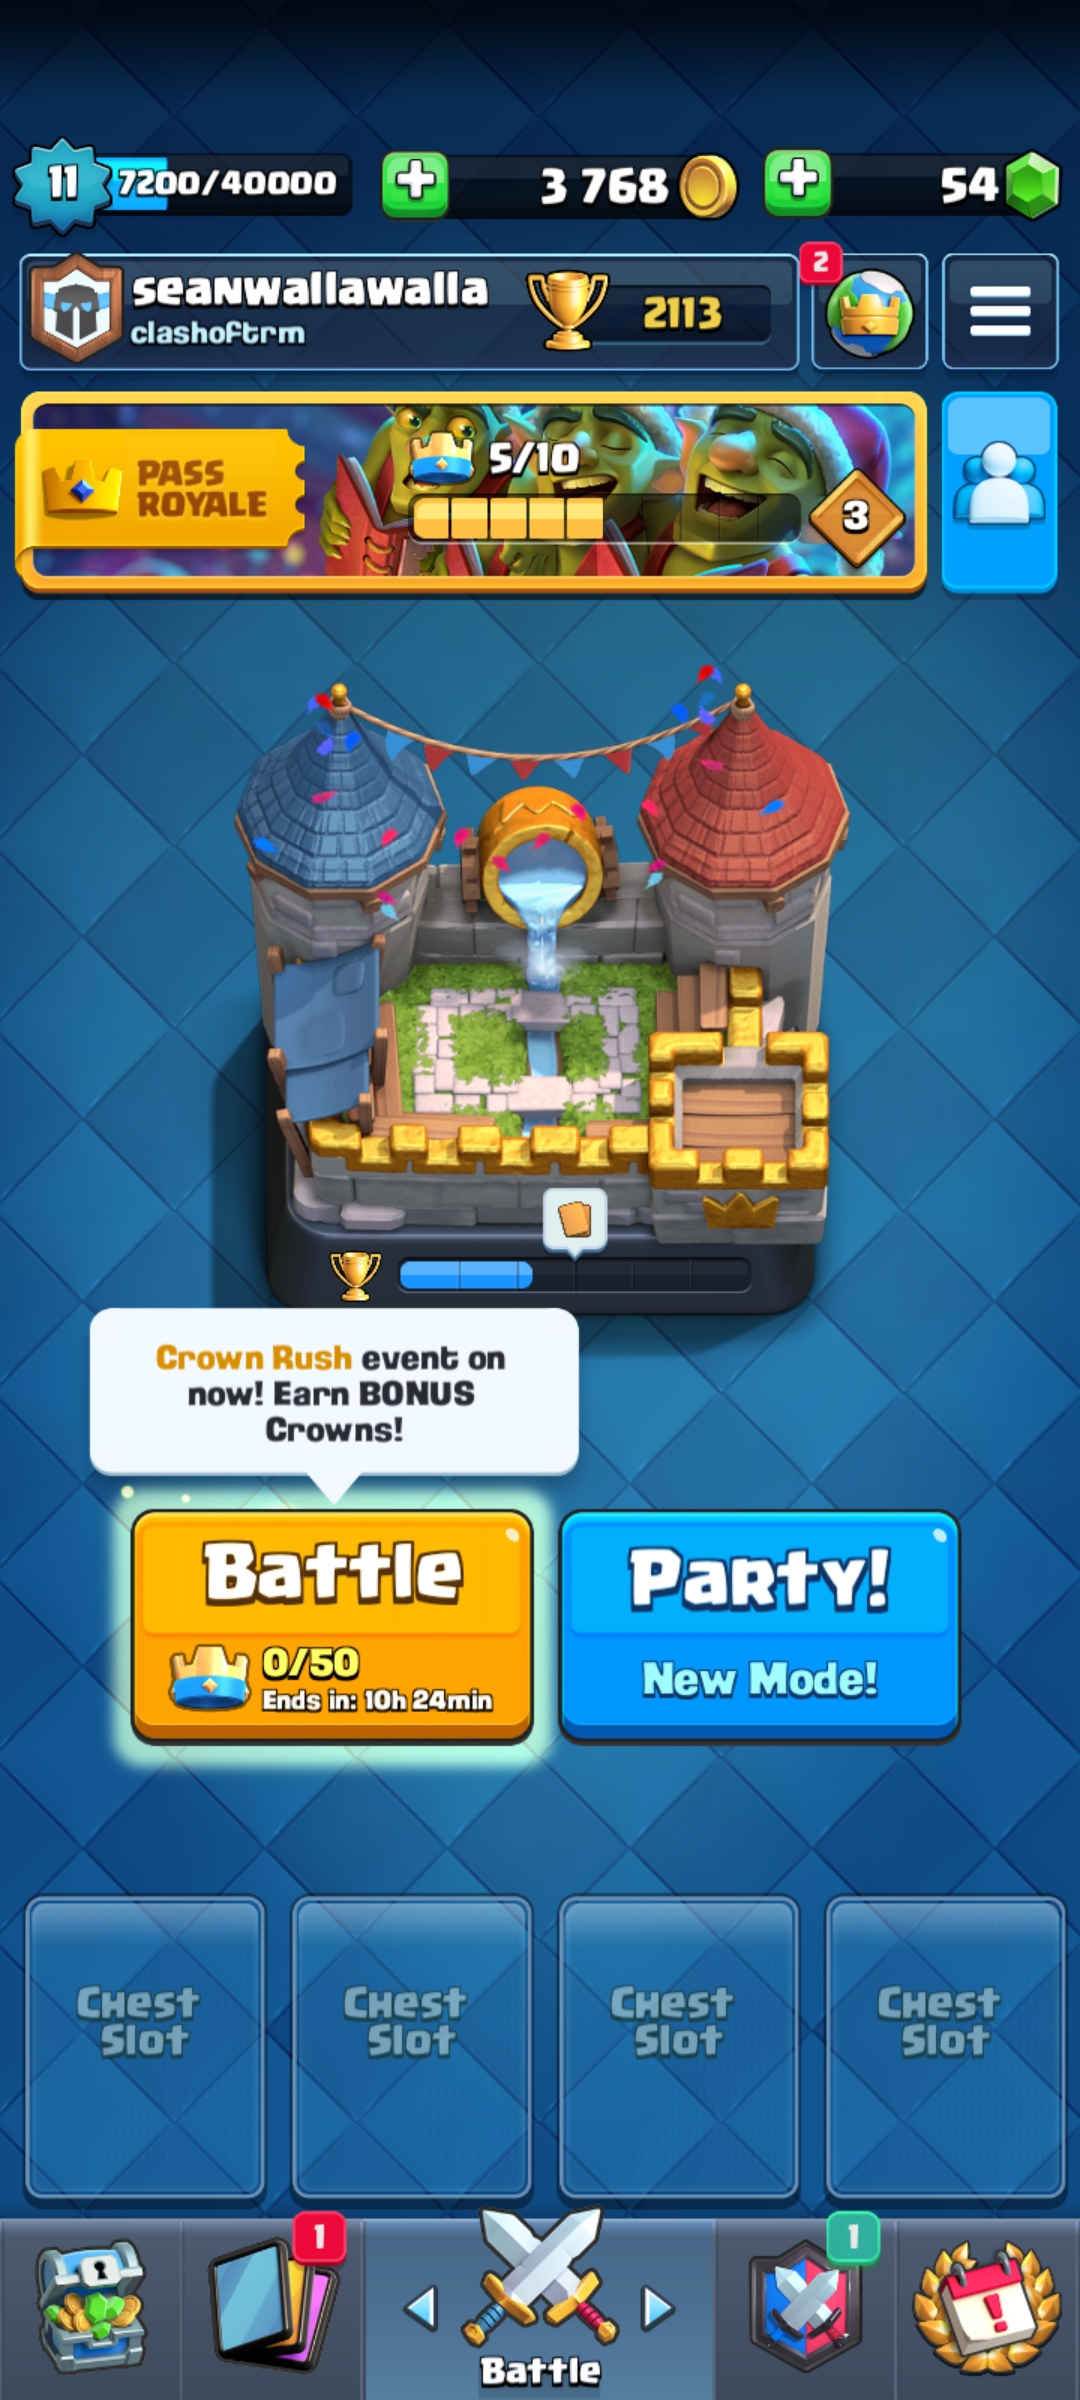 11
7200/40000
3 768
54
seanwallawalla
clashoftrm
2113
2
PASS
ROYALE
5/10
3
Crown Rush event on
now! Earn BONUS
Crowns!
Battle
0/50
Ends in: 10h 24min
Party!
New Mode!
Chest
Slot
Chest
Slot
Chest
Slot
Chest
Slot
1
1
Battle